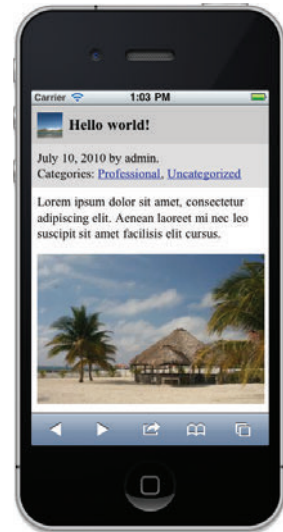 Carrier 1:03 PM
Hello world!
July 10, 2010 by admin.
Categories: Professional, Uncategorized
Lorem ipsum dolor sit amet, consectetur
adipiscing elit. Aenean laoreet mi nec leo
suscipit sit amet facilisis elit cursus.